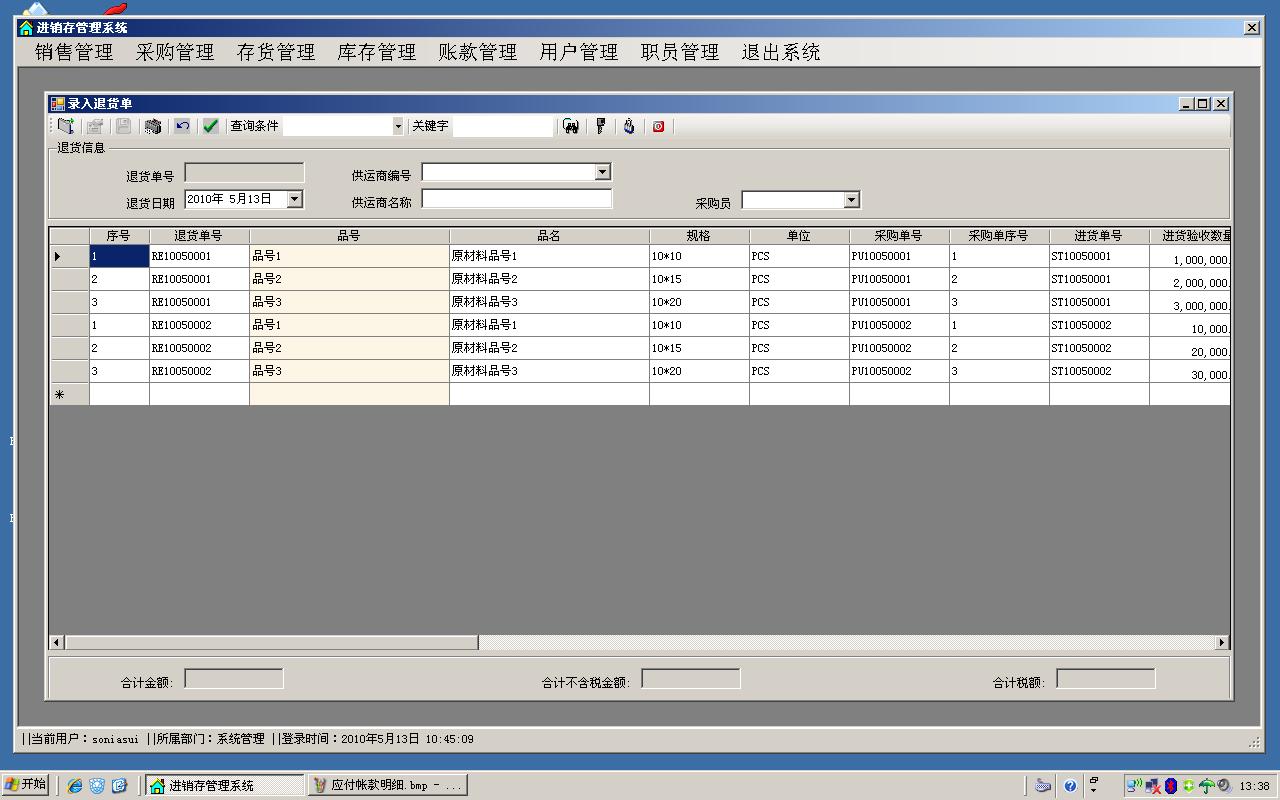 进销存管理系统
销售管理 采购管理 存货管理 库存管理 账款管理 用户管理 职员管理 退出系统
录入退货单
查询条件 关键字
退货信息
退货单号 供运商编号
退货日期 2010年 5月13日 供运商名称 采购员
序号 退货单号 品号 品名 规格 单位 采购单号 采购单序号 进货单号 进货验收数量
1 RE10050001 品号1 原材料品号1 10*10 PCS PU10050001 1 ST10050001 1,000,000.
2 RE10050001 品号2 原材料品号2 10*15 PCS PU10050001 2 ST10050001 2,000,000.
3 RE10050001 品号3 原材料品号3 10*20 PCS PU10050001 3 ST10050001 3,000,000.
1 RE10050002 品号1 原材料品号1 10*10 PCS PU10050002 1 ST10050002 10,000.
2 RE10050002 品号2 原材料品号2 10*15 PCS PU10050002 2 ST10050002 20,000.
3 RE10050002 品号3 原材料品号3 10*20 PCS PU10050002 3 ST10050002 30,000.
合计金额: 合计不含税金额: 合计税额:
||当前用户：soniasui ||所属部门：系统管理 ||登录时间：2010年5月13日 10:45:09
开始 进销存管理系统 应付帐款明细.bmp - ... 13:38